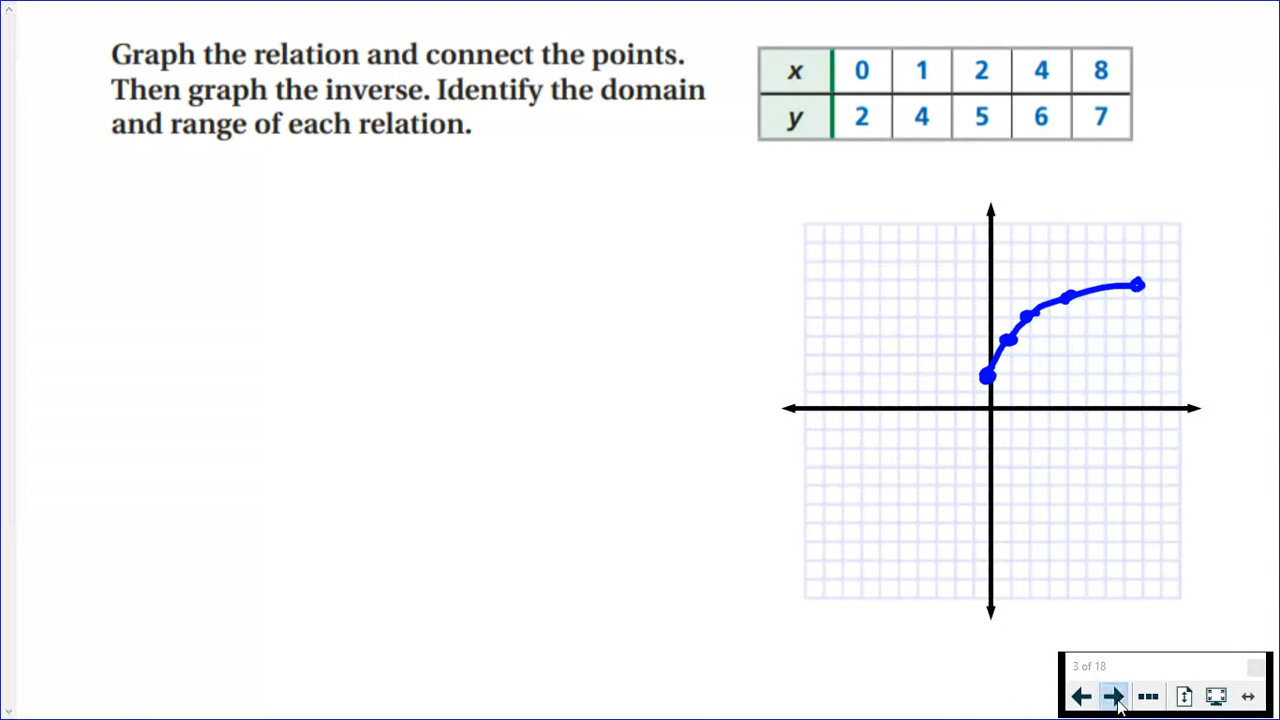 Graph the relation and connect the points.
Then graph the inverse. Identify the domain
and range of each relation.
x 0 1 2 4 8
y 2 4 5 6 7
3 of 18